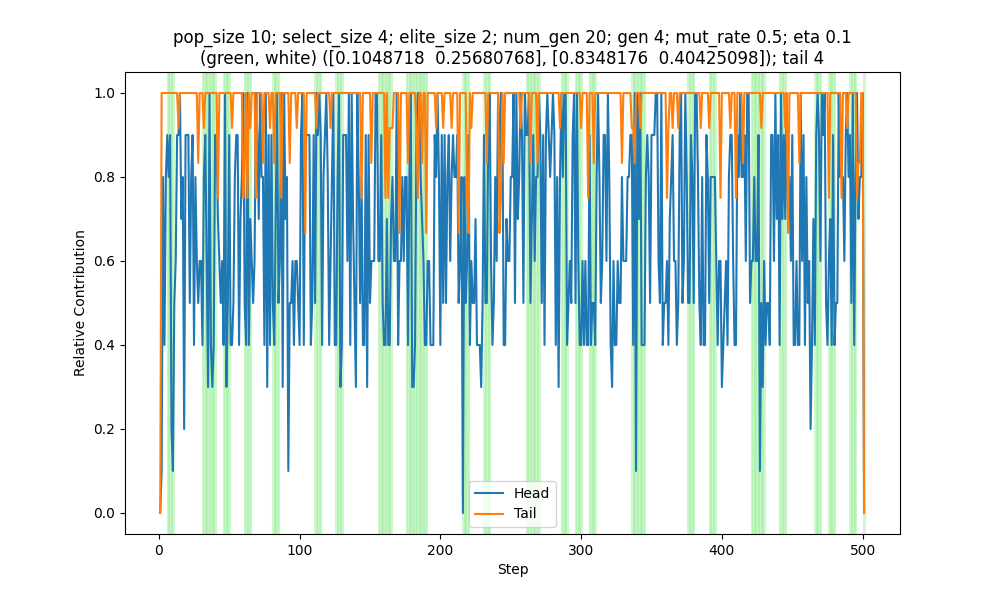 pop_size 10; select_size 4; elite_size 2; num_gen 20; gen 4; mut_rate 0.5; eta 0.1
(green, white) ([0.1048718  0.25680768], [0.8348176  0.40425098]); tail 4
1.0
0.8
0.6
0.4
0.2
0.0
Relative Contribution
Head
Tail
0
100
200
300
400
500
Step